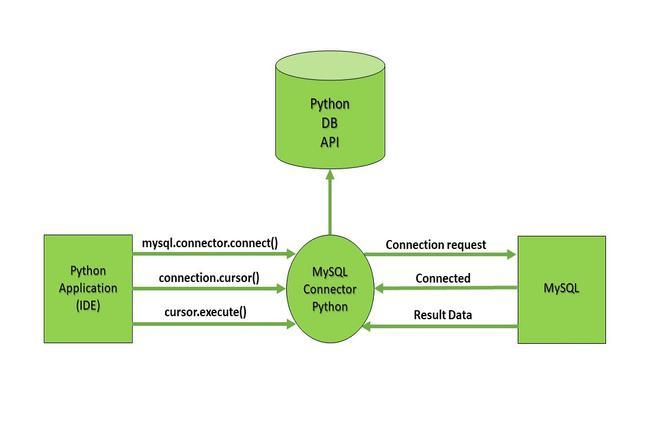 Python
DB
API
mysql.connector.connect()
connection.cursor()
cursor.execute()
Python
Application
(IDE)
MySQL
Connector
Python
Connection request
Connected
Result Data
MySQL